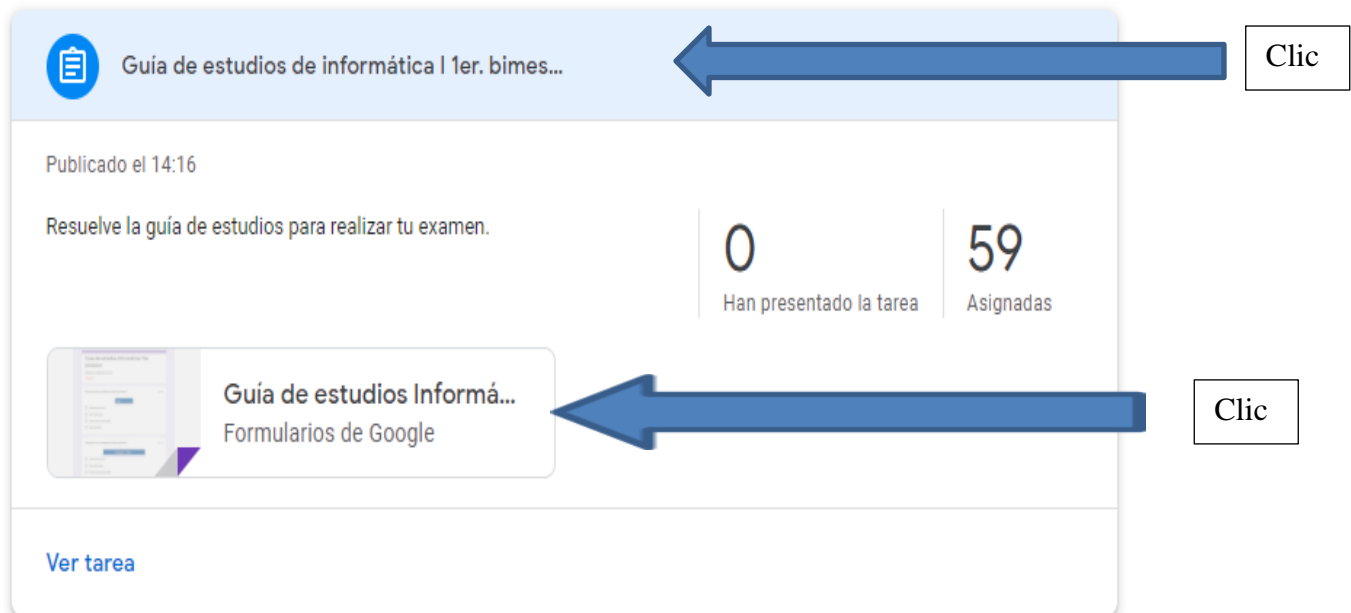 Guía de estudios de informática I 1er. bimes...
Clic
Publicado el 14:16
Resuelve la guía de estudios para realizar tu examen.
0
Han presentado la tarea
59
Asignadas
Guía de estudios Informá...
Formularios de Google
Clic
Ver tarea